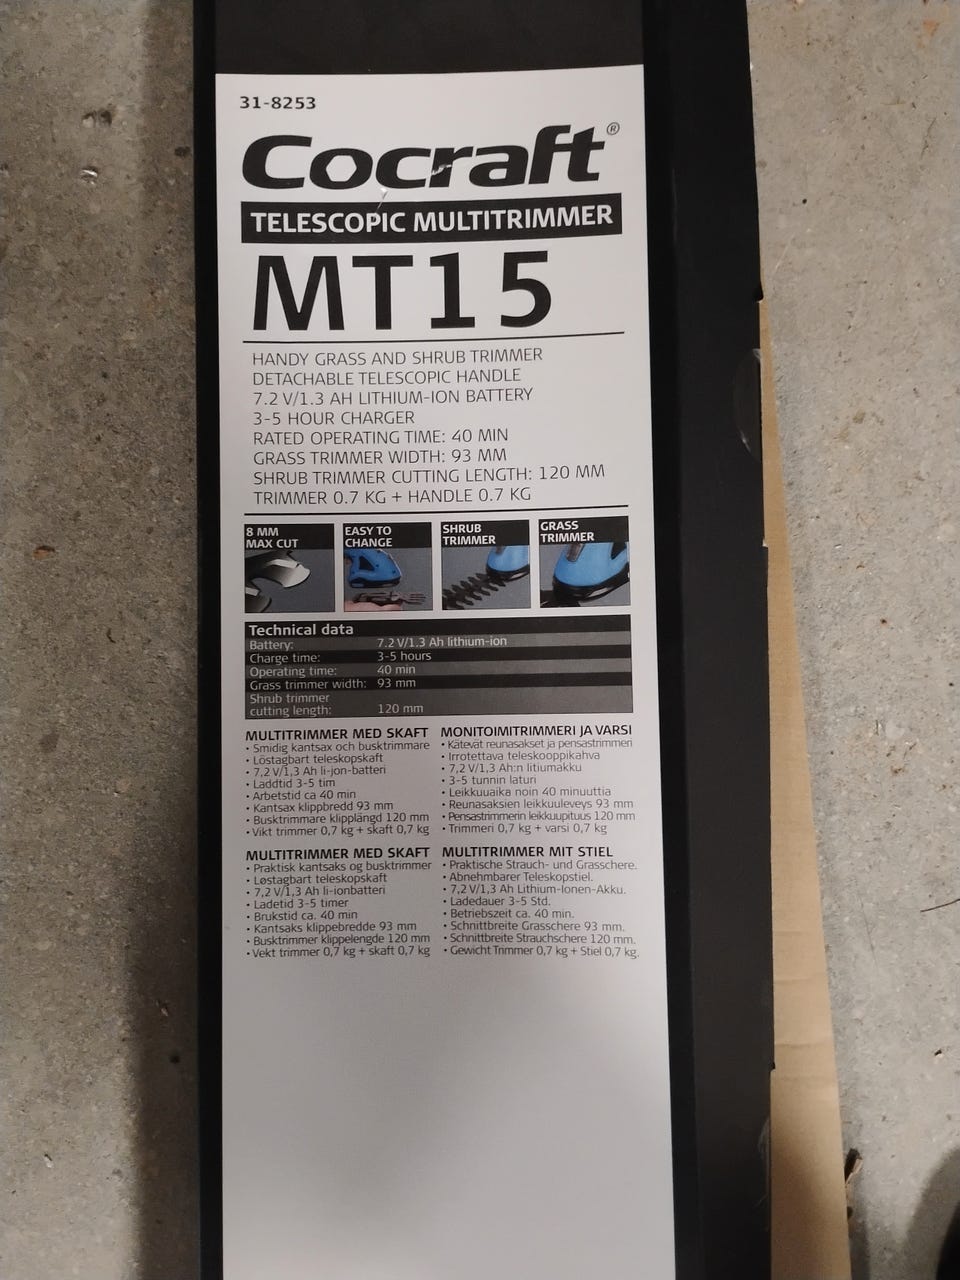 31-8253
Cocraft®
TELESCOPIC MULTITRIMMER
MT15
HANDY GRASS AND SHRUB TRIMMER
DETACHABLE TELESCOPIC HANDLE
7.2 V/1.3 AH LITHIUM-ION BATTERY
3-5 HOUR CHARGER
RATED OPERATING TIME: 40 MIN
GRASS TRIMMER WIDTH: 93 MM
SHRUB TRIMMER CUTTING LENGTH: 120 MM
TRIMMER 0.7 KG + HANDLE 0.7 KG
8 MM
MAX CUT
EASY TO
CHANGE
SHRUB
TRIMMER
GRASS
TRIMMER
Technical data
Battery: 7.2 V/1.3 Ah lithium-ion
Charge time: 3-5 hours
Operating time: 40 min
Grass trimmer width: 93 mm
Shrub trimmer
cutting length: 120 mm
MULTITRIMMER MED SKAFT
• Smidig kantsax och busktrimmare
• Löstagbart teleskopskaft
• 7,2 V/1,3 Ah li-jon-batteri
• Laddtid 3-5 tim
• Arbetstid ca 40 min
• Kantsax klippbredd 93 mm
• Busktrimmare klipplängd 120 mm
• Vikt trimmer 0,7 kg + skaft 0,7 kg
MONITOIMITRIMMERI JA VARSI
• Kätevät reunasakset ja pensastrimmeri
• Irrotettava teleskooppikahva
• 7,2 V/1,3 Ah:n litiumakku
• 3-5 tunnin laturi
• Leikkuuaika noin 40 minuuttia
• Reunasaksien leikkuuleveys 93 mm
• Pensastrimmerin leikkuupituus 120 mm
• Trimmeri 0,7 kg + varsi 0,7 kg
MULTITRIMMER MED SKAFT
• Praktisk kantsaks og busktrimmer
• Løstagbart teleskopskaft
• 7,2 V/1,3 Ah li-ionbatteri
• Ladetid 3-5 timer
• Brukstid ca. 40 min
• Kantsaks klippebredde 93 mm
• Busktrimmer klippelengde 120 mm
• Vekt trimmer 0,7 kg + skaft 0,7 kg
MULTITRIMMER MIT STIEL
• Praktische Strauch- und Grasschere.
• Abnehmbarer Teleskopstiel.
• 7,2 V/1,3 Ah Lithium-Ionen-Akku.
• Ladedauer 3-5 Std.
• Betriebszeit ca. 40 min.
• Schnittbreite Grasschere 93 mm.
• Schnittbreite Strauchschere 120 mm.
• Gewicht Trimmer 0,7 kg + Stiel 0,7 kg.